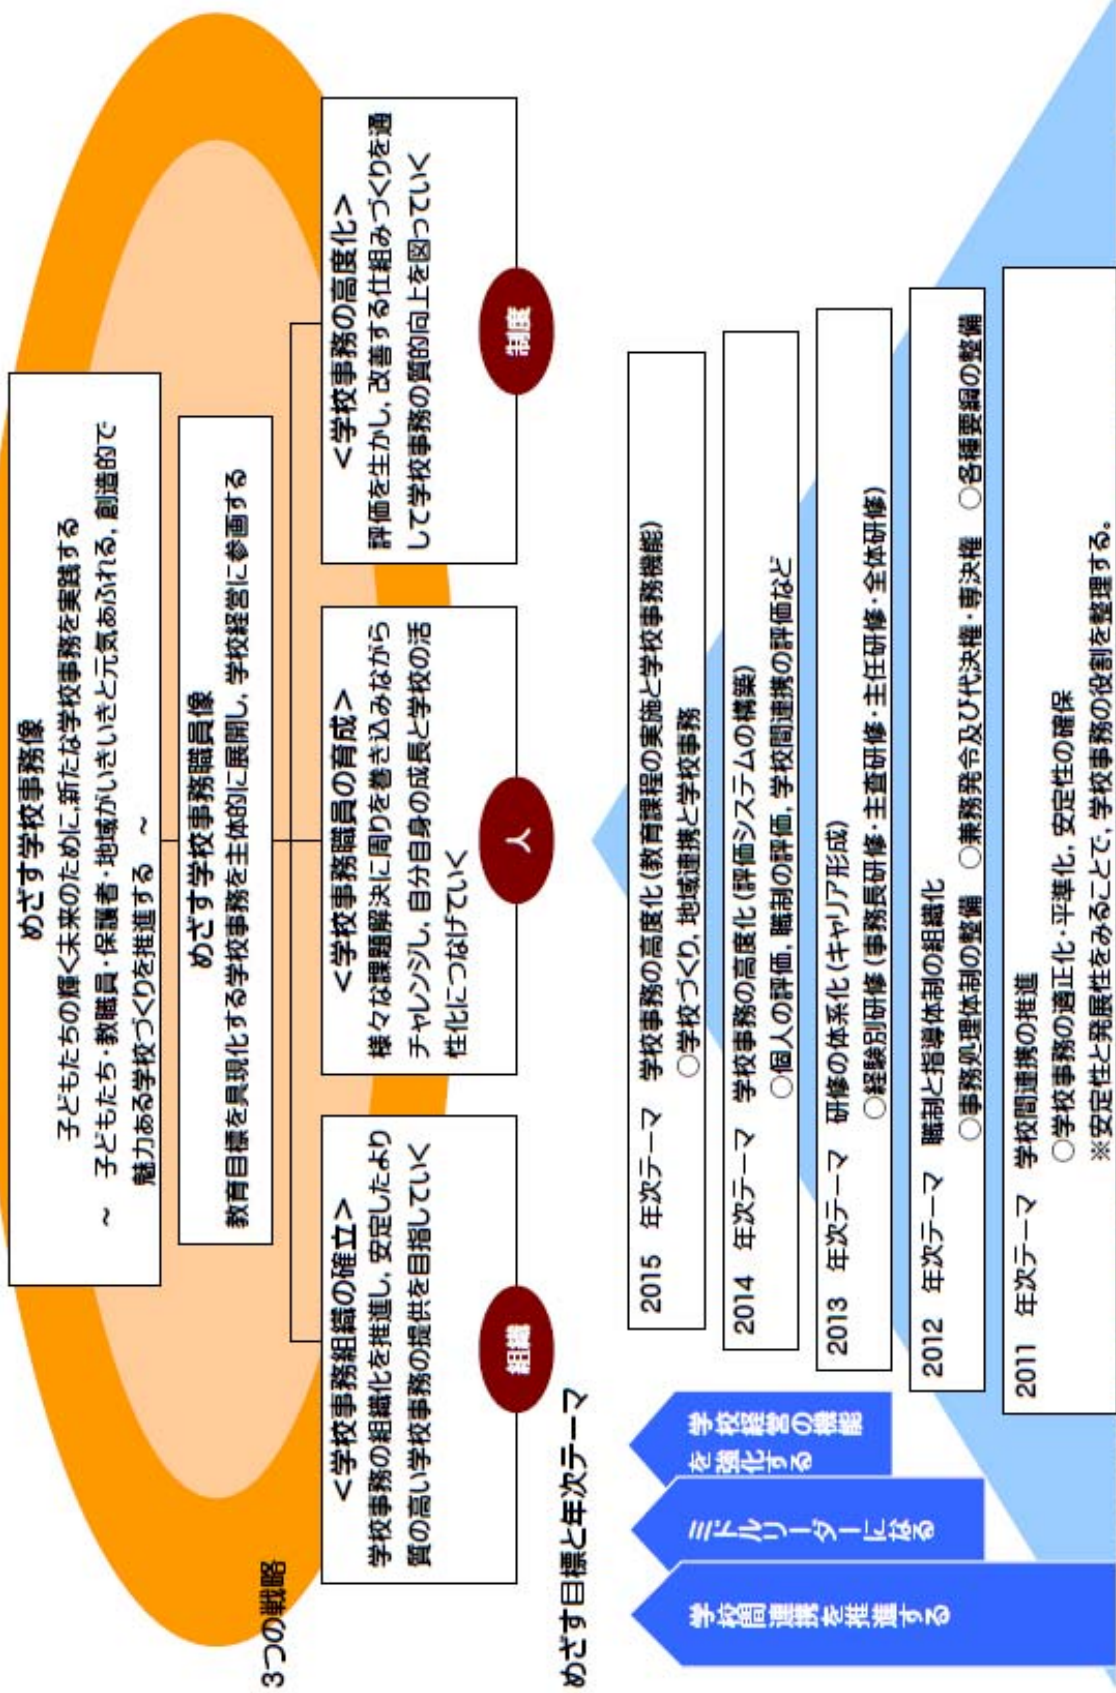 めざす学校事務像
子どもたちの輝く未来のために,新たな学校事務を実践する
～　子どもたち・教職員・保護者・地域がいきいきと元気あふれる，創造的で
魅力ある学校づくりを推進する　～
めざす学校事務職員像
教育目標を具現化する学校事務を主体的に展開し，学校経営に参画する
3つの戦略
＜学校事務組織の確立＞
学校事務の組織化を推進し，安定したより
質の高い学校事務の提供を目指していく
組織
＜学校事務職員の育成＞
様々な課題解決に周りを巻き込みながら
チャレンジし，自分自身の成長と学校の活
性化につなげていく
人
＜学校事務の高度化＞
評価を生かし，改善する仕組みづくりを通
して学校事務の質的向上を図っていく
制度
めざす目標と年次テーマ
学校間連携を推進する
ミドルリーダーになる
学校経営の機能
を強化する
2015　年次テーマ　学校事務の高度化（教育課程の実施と学校事務機能）
○学校づくり，地域連携と学校事務
2014　年次テーマ　学校事務の高度化（評価システムの構築）
○個人の評価，職制の評価，学校間連携の評価など
2013　年次テーマ　研修の体系化（キャリア形成）
○経験別研修（事務長研修・主査研修・主任研修・全体研修）
2012　年次テーマ　職制と指導体制の組織化
○事務処理体制の整備　○兼務発令及び代決権・専決権　○各種要綱の整備
2011　年次テーマ　学校間連携の推進
○学校事務の適正化・平準化，安定性の確保
※安定性と発展性をみることで，学校事務の役割を整理する。